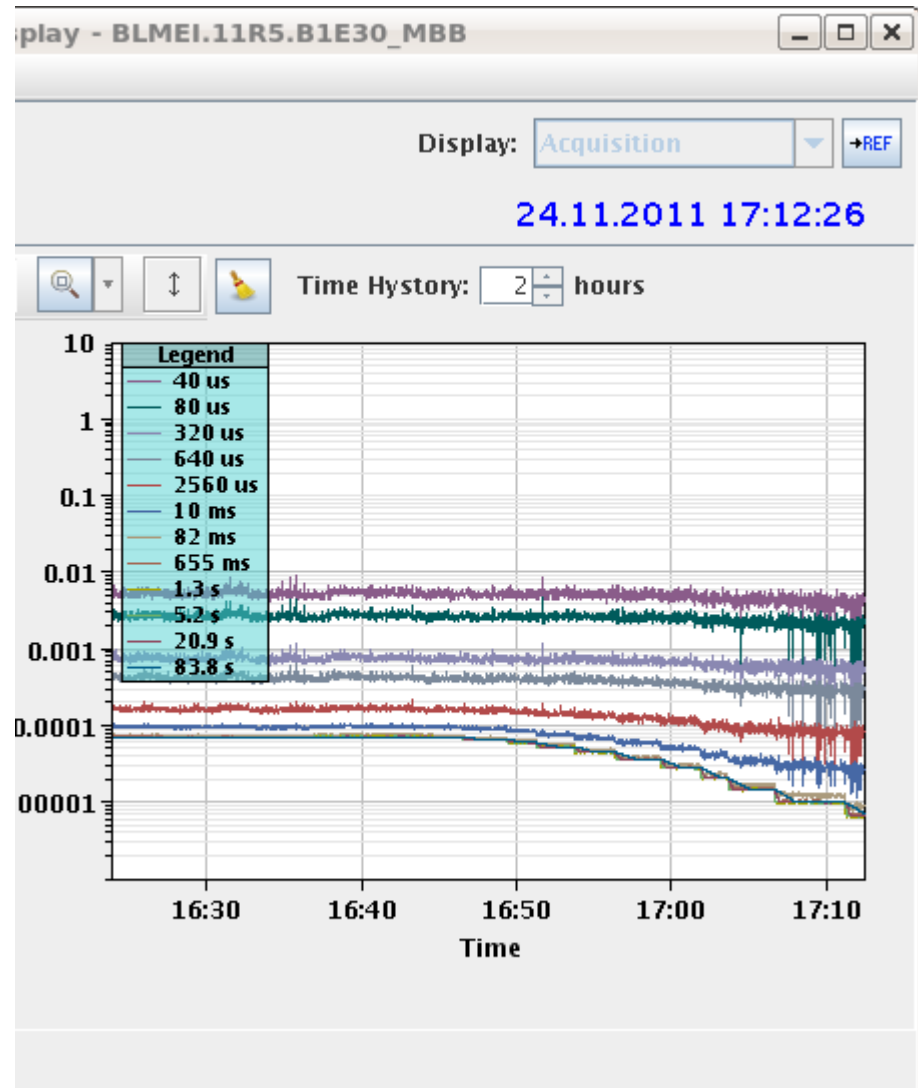 play - BLMEI.11R5.B1E30_MBB
Display: Acquisition →REF
24.11.2011 17:12:26
Time Hystory: 2 hours
10
1
0.1
0.01
0.001
0.0001
00001
Legend
40 us
80 us
320 us
640 us
2560 us
10 ms
82 ms
655 ms
1.3 s
5.2 s
20.9 s
83.8 s
16:30 16:40 16:50 17:00 17:10
Time